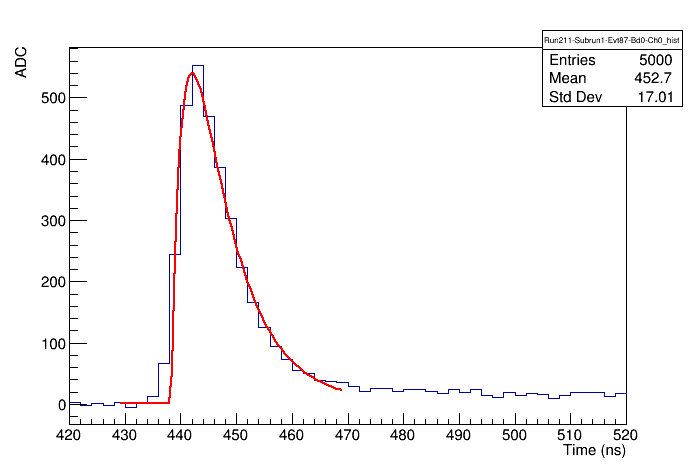 Run211-Subrun1-Evt87-Bd0-Ch0_hist
Entries 5000
Mean 452.7
Std Dev 17.01
ADC
500
400
300
200
100
0
420 430 440 450 460 470 480 490 500 510 520
Time (ns)